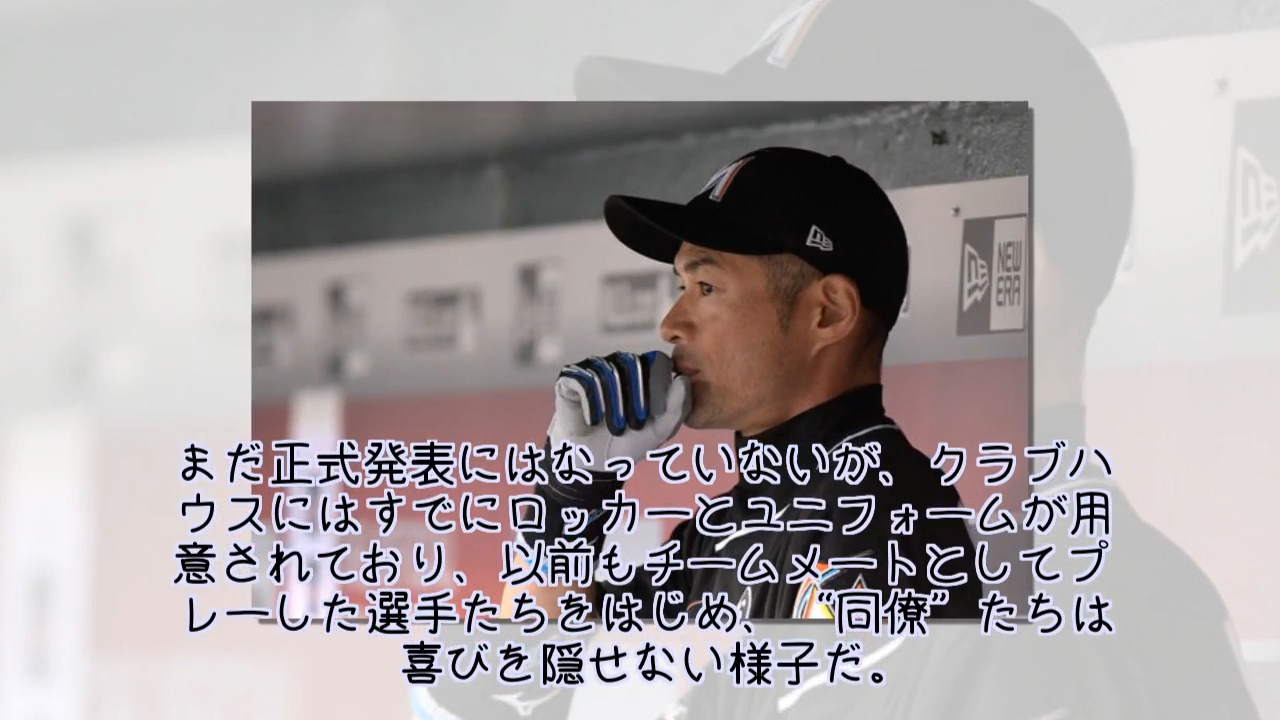 NEW
ERA
まだ正式発表にはなっていないが、クラブハ
ウスにはすでにロッカーとユニフォームが用
意されており、以前もチームメートとしてプ
レーした選手たちをはじめ、“同僚”たちは
喜びを隠せない様子だ。